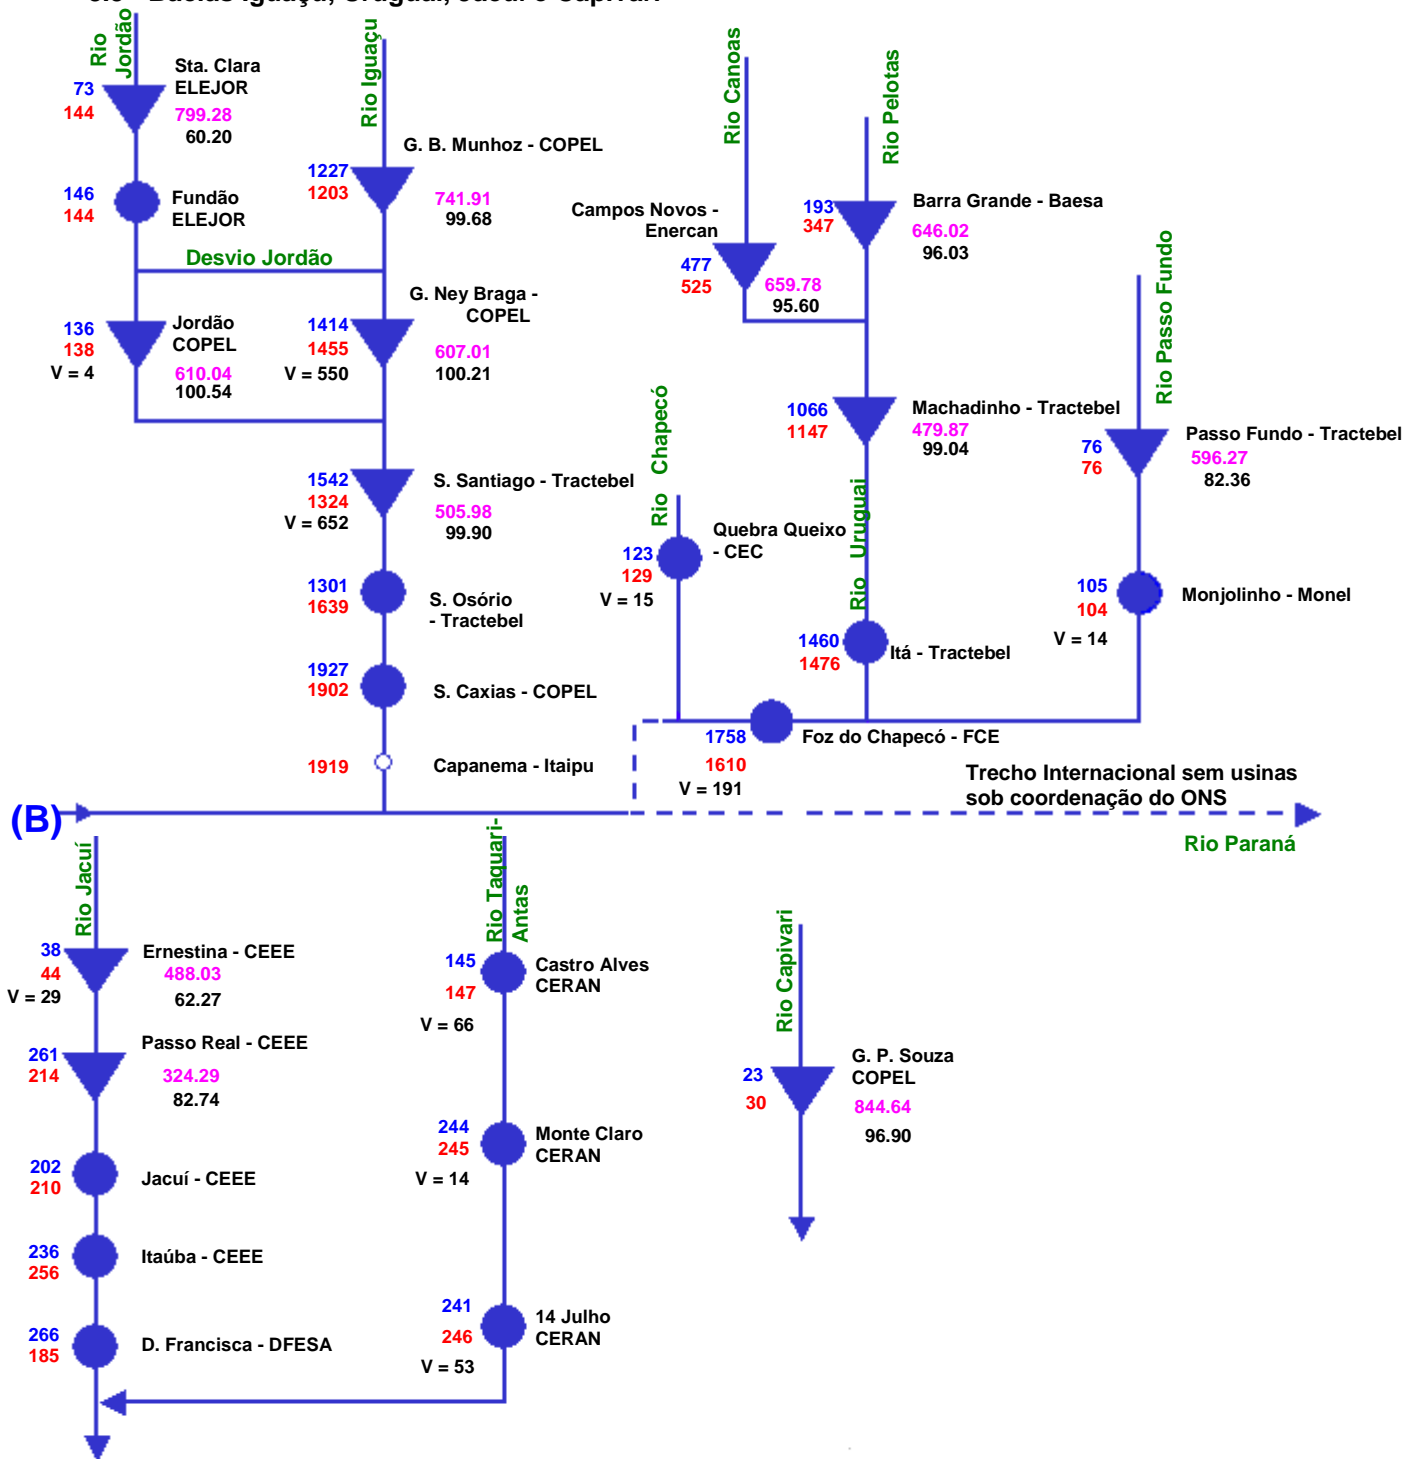 Rio
Jordão
73
144
Sta. Clara
ELEJOR
799.28
60.20
146
144
Fundão
ELEJOR
Desvio Jordão
136
138
V = 4
Jordão
COPEL
610.04
100.54
Rio Iguaçu
G. B. Munhoz - COPEL
1227
1203
741.91
99.68
G. Ney Braga -
COPEL
1414
1455
V = 550
607.01
100.21
1542
1324
V = 652
S. Santiago - Tractebel
505.98
99.90
1301
1639
S. Osório
- Tractebel
1927
1902
S. Caxias - COPEL
1919
Capanema - Itaipu
Rio Canoas
Campos Novos -
Enercan
477
525
659.78
95.60
Rio Pelotas
193
347
Barra Grande - Baesa
646.02
96.03
1066
1147
Machadinho - Tractebel
479.87
99.04
Rio Passo Fundo
76
76
Passo Fundo - Tractebel
596.27
82.36
105
104
V = 14
Monjolinho - Monel
Rio Chapecó
123
129
V = 15
Quebra Queixo
- CEC
Rio Uruguai
1460
1476
Itá - Tractebel
1758
1610
V = 191
Foz do Chapecó - FCE
Trecho Internacional sem usinas
sob coordenação do ONS
(B)
Rio Paraná
Rio Jacuí
38
44
V = 29
Ernestina - CEEE
488.03
62.27
261
214
Passo Real - CEEE
324.29
82.74
202
210
Jacuí - CEEE
236
256
Itaúba - CEEE
266
185
D. Francisca - DFESA
Rio Taquari-
Antas
145
147
V = 66
Castro Alves
CERAN
244
245
V = 14
Monte Claro
CERAN
241
246
V = 53
14 Julho
CERAN
Rio Capivari
23
30
G. P. Souza
COPEL
844.64
96.90